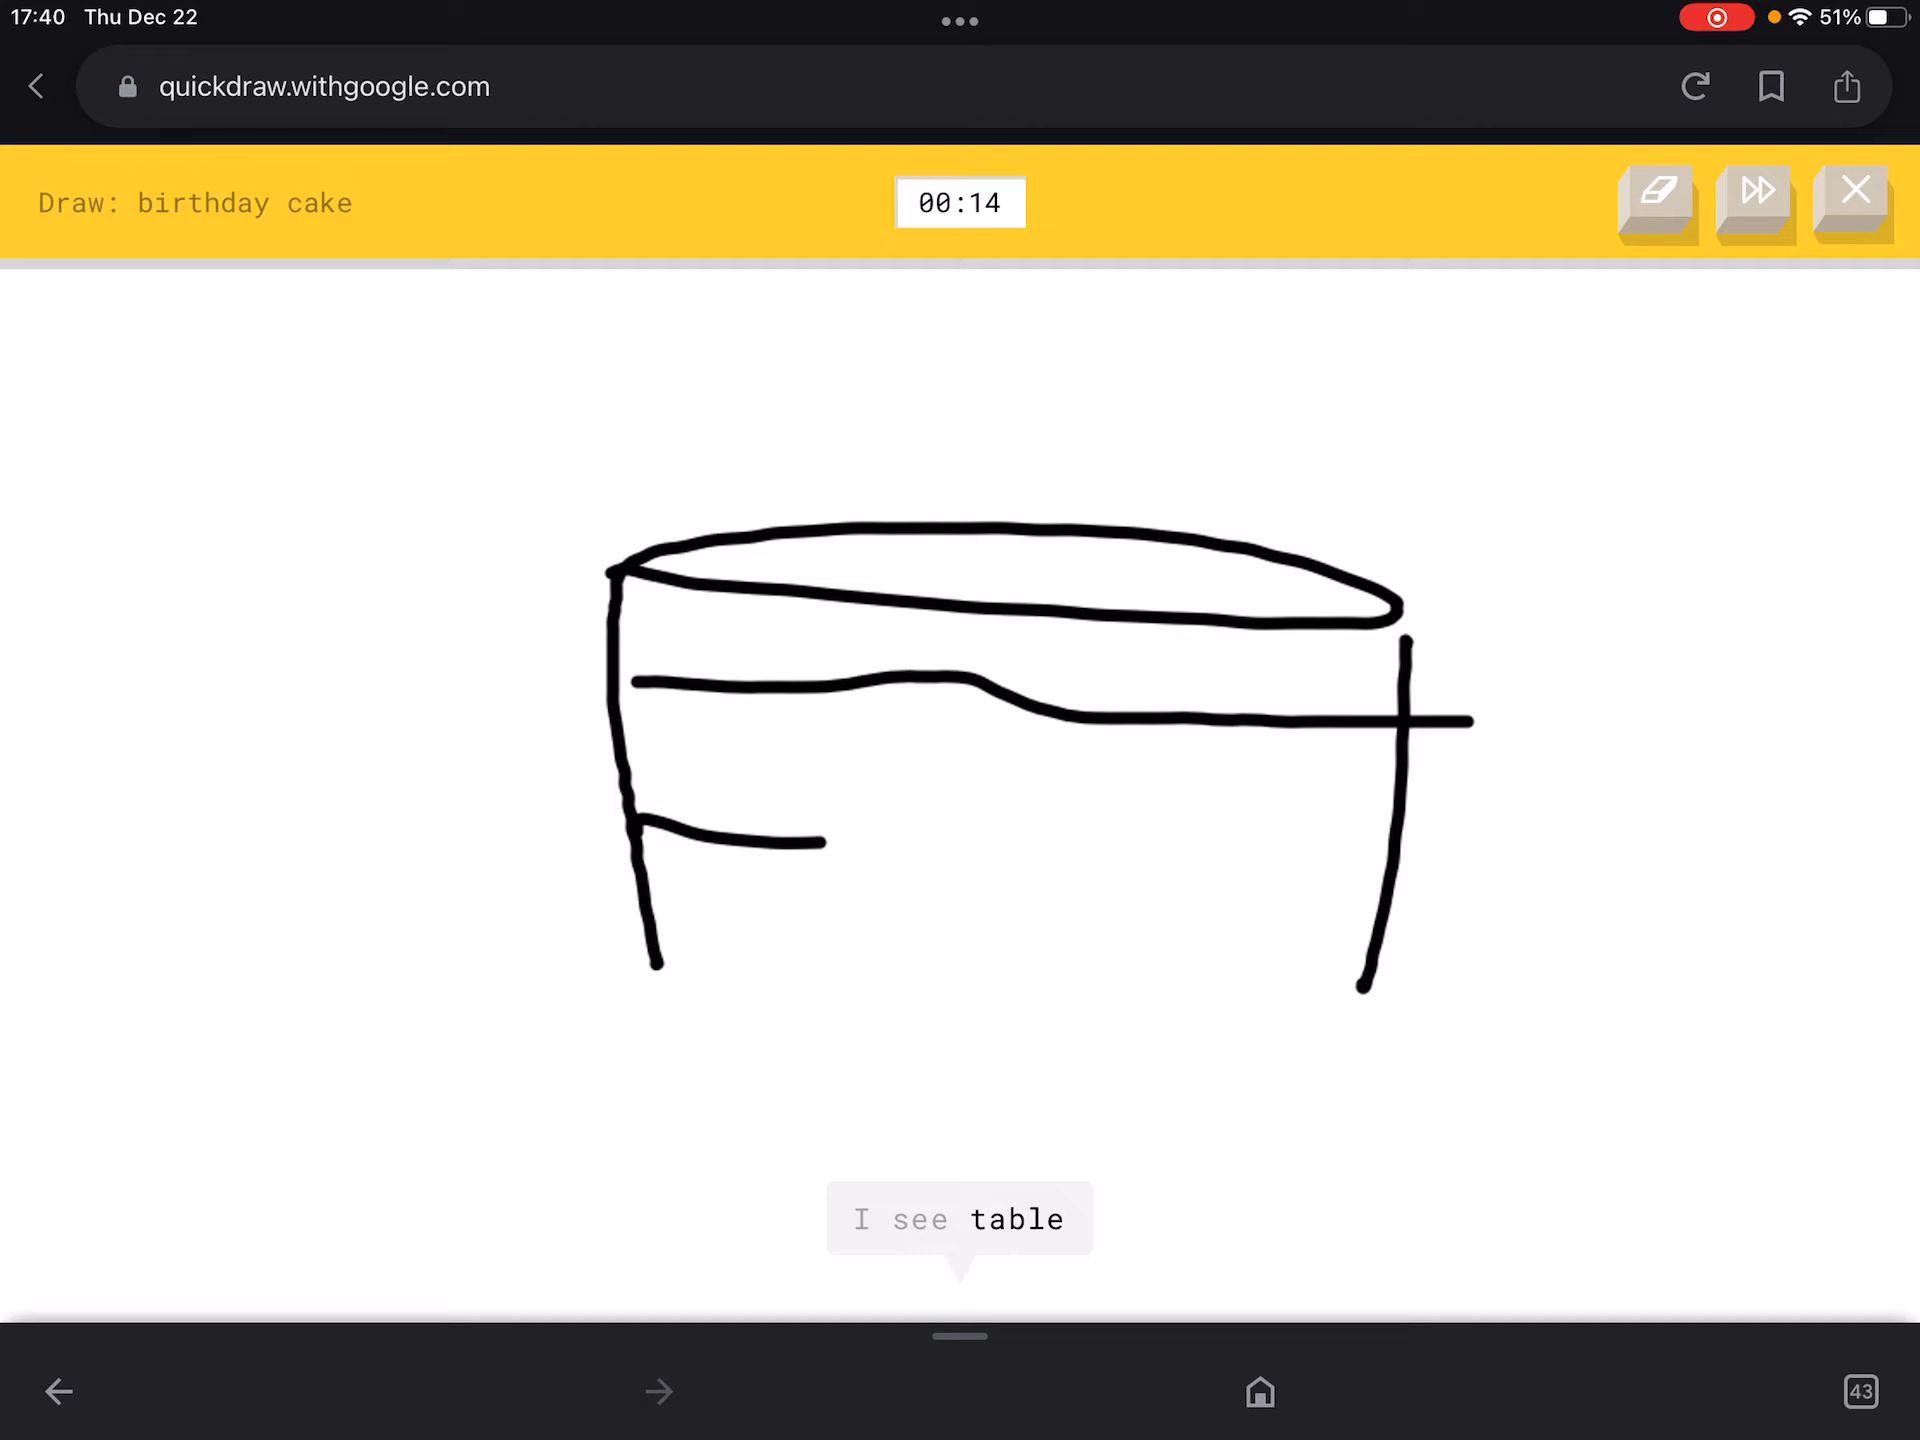 17:40 Thu Dec 22
51%
quickdraw.withgoogle.com
Draw: birthday cake
00:14
I see table
43